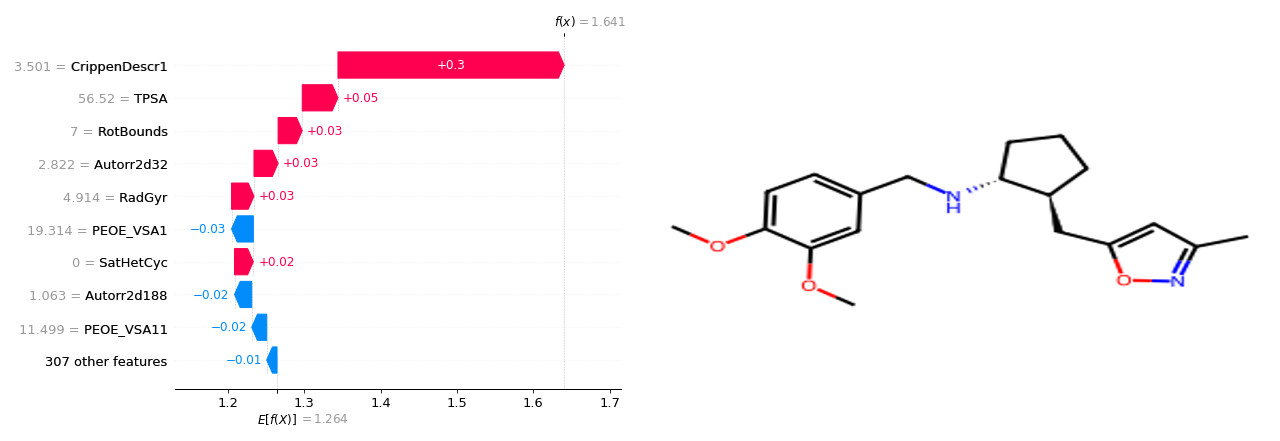 f(x) = 1.641
3.501 = CrippenDescr1
+0.3
56.52 = TPSA
+0.05
7 = RotBounds
+0.03
2.822 = Autorr2d32
+0.03
4.914 = RadGyr
+0.03
19.314 = PEOE_VSA1
−0.03
0 = SatHetCyc
+0.02
1.063 = Autorr2d188
−0.02
11.499 = PEOE_VSA11
−0.02
307 other features
−0.01
1.2 1.3 1.4 1.5 1.6 1.7
E[f(X)] = 1.264
N
H
O
O
O
N